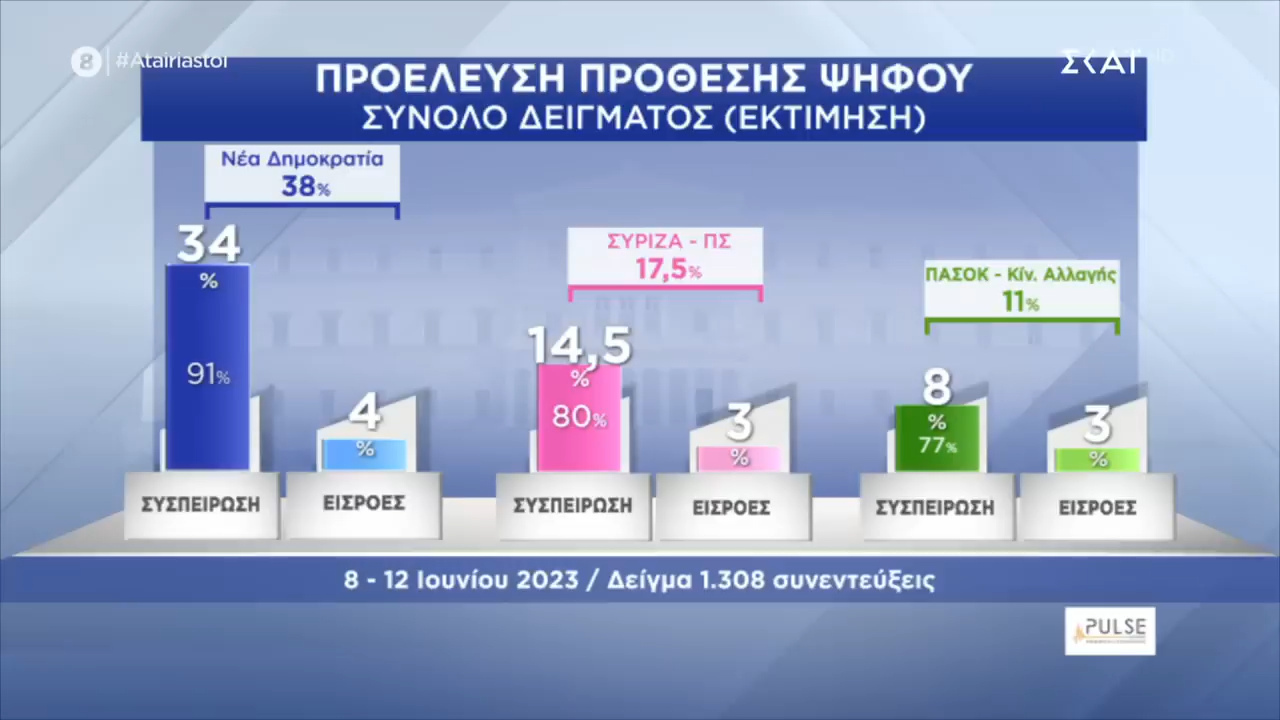 8 #Atairiastoi
ΣΚΑΪ HD
ΠΡΟΕΛΕΥΣΗ ΠΡΟΘΕΣΗΣ ΨΗΦΟΥ
ΣΥΝΟΛΟ ΔΕΙΓΜΑΤΟΣ (ΕΚΤΙΜΗΣΗ)
Νέα Δημοκρατία
38%
34
%
91%
4
%
ΣΥΡΙΖΑ - ΠΣ
17,5%
14,5
%
80%
3
%
ΠΑΣΟΚ - Κίν. Αλλαγής
11%
8
%
77%
3
%
ΣΥΣΠΕΙΡΩΣΗ
ΕΙΣΡΟΕΣ
ΣΥΣΠΕΙΡΩΣΗ
ΕΙΣΡΟΕΣ
ΣΥΣΠΕΙΡΩΣΗ
ΕΙΣΡΟΕΣ
8 - 12 Ιουνίου 2023 / Δείγμα 1.308 συνεντεύξεις
PULSE